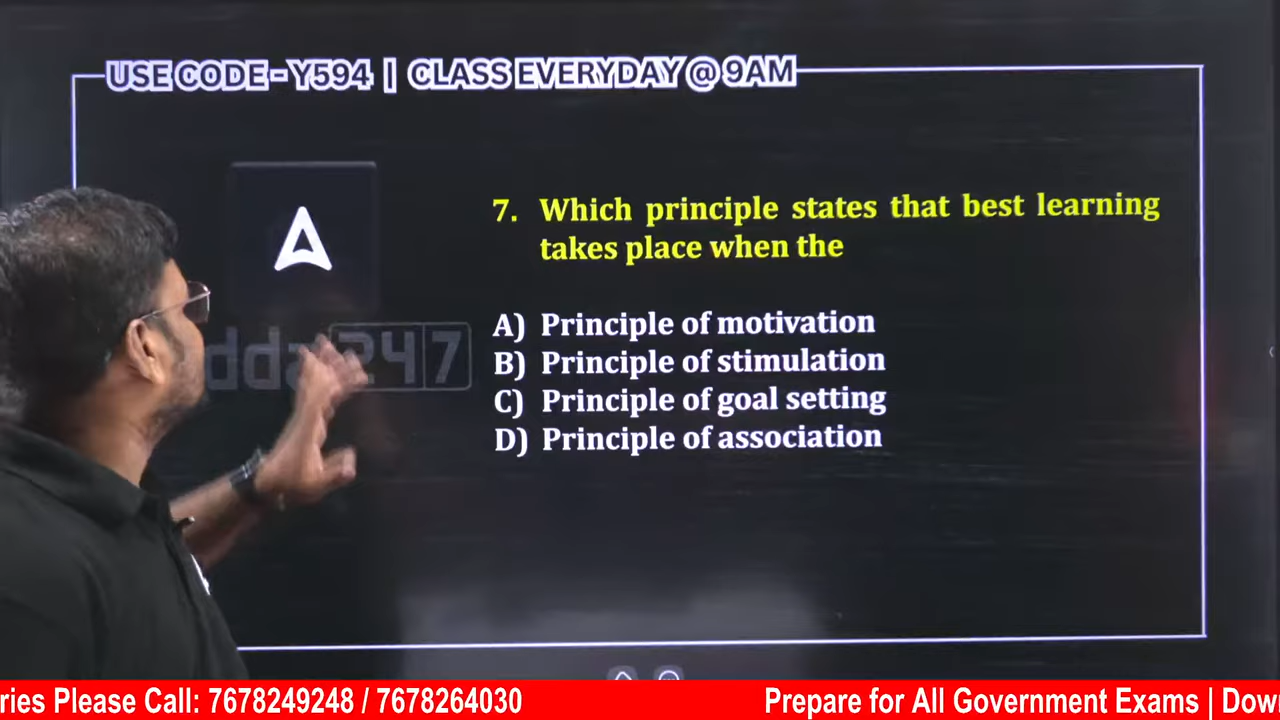 USE CODE - Y594 | CLASS EVERYDAY @ 9AM
7. Which principle states that best learning
takes place when the
A) Principle of motivation
B) Principle of stimulation
C) Principle of goal setting
D) Principle of association
247
ries Please Call: 7678249248 / 7678264030
Prepare for All Government Exams | Dow